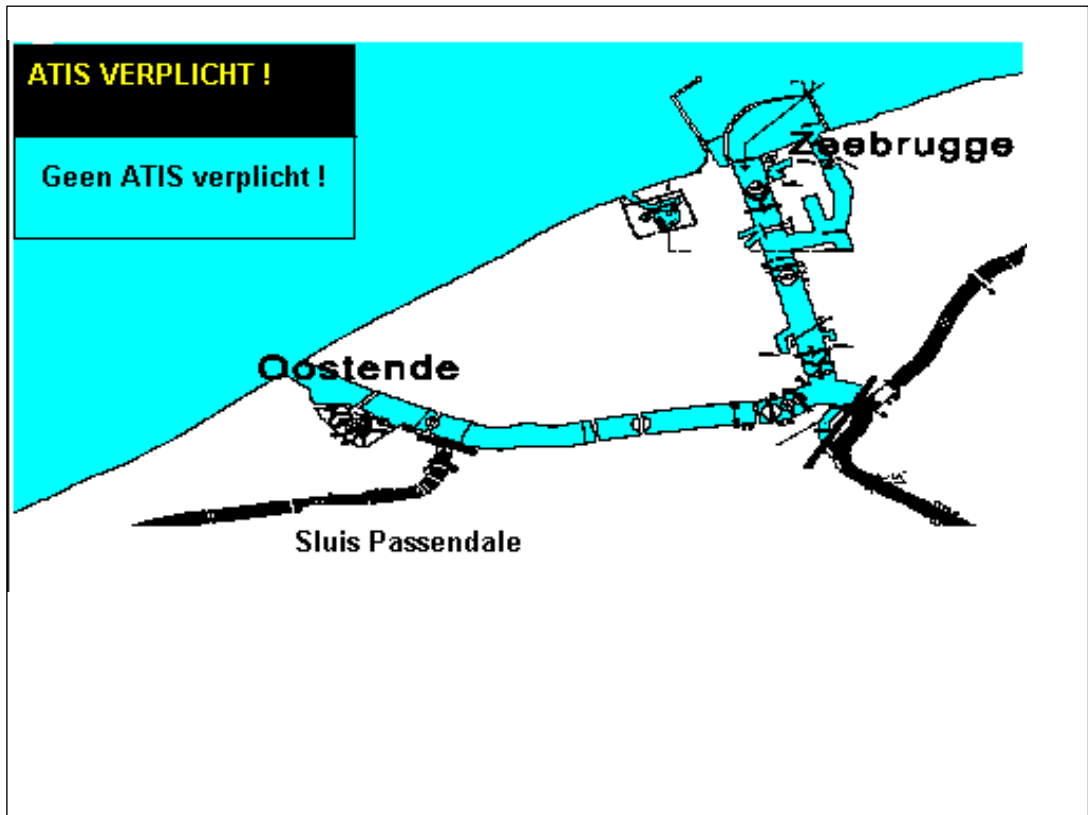 ATIS VERPLICHT !
Geen ATIS verplicht !
Zeebrugge
Oostende
Sluis Passendale